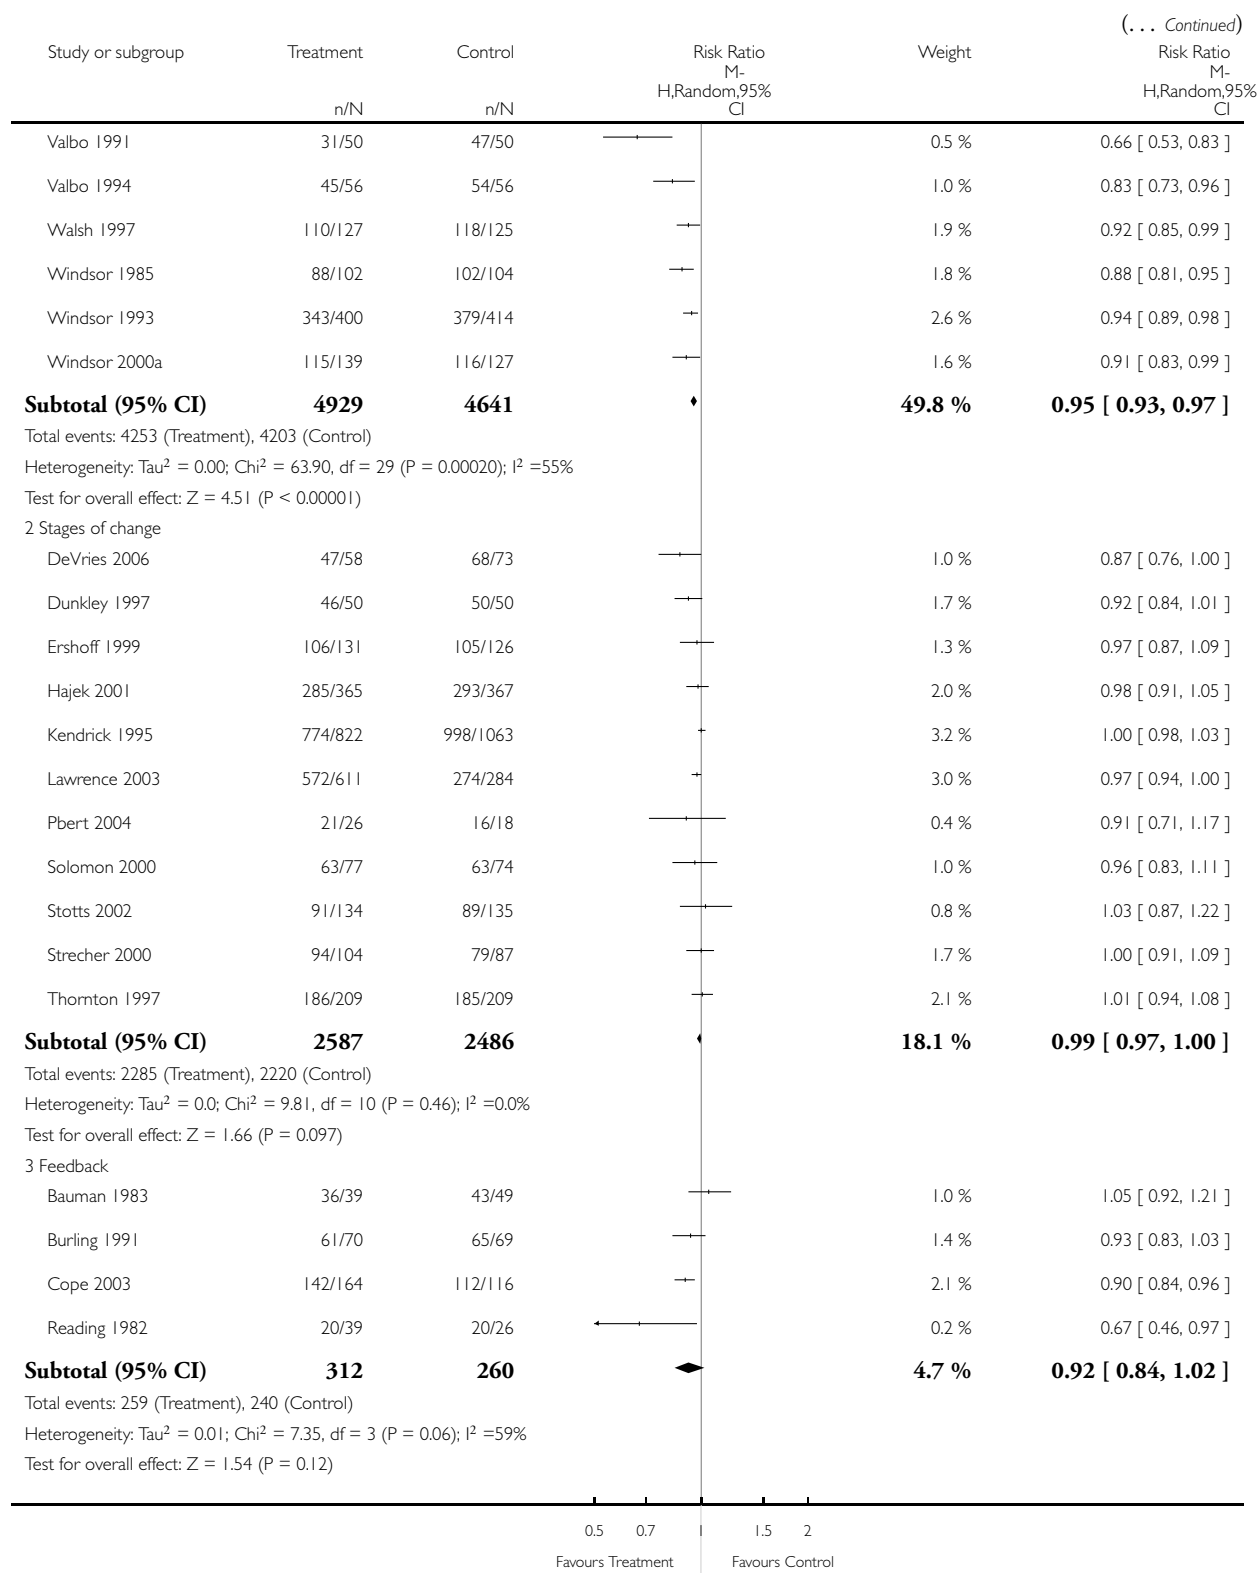 (... Continued)
Study or subgroup Treatment Control Risk Ratio Weight Risk Ratio
M- M-
H,Random,95% H,Random,95%
n/N n/N CI CI
Valbo 1991 31/50 47/50 0.5 % 0.66 [ 0.53, 0.83 ]
Valbo 1994 45/56 54/56 1.0 % 0.83 [ 0.73, 0.96 ]
Walsh 1997 110/127 118/125 1.9 % 0.92 [ 0.85, 0.99 ]
Windsor 1985 88/102 102/104 1.8 % 0.88 [ 0.81, 0.95 ]
Windsor 1993 343/400 379/414 2.6 % 0.94 [ 0.89, 0.98 ]
Windsor 2000a 115/139 116/127 1.6 % 0.91 [ 0.83, 0.99 ]
Subtotal (95% CI) 4929 4641 49.8 % 0.95 [ 0.93, 0.97 ]
Total events: 4253 (Treatment), 4203 (Control)
Heterogeneity: Tau² = 0.00; Chi² = 63.90, df = 29 (P = 0.00020); I² =55%
Test for overall effect: Z = 4.51 (P < 0.00001)
2 Stages of change
DeVries 2006 47/58 68/73 1.0 % 0.87 [ 0.76, 1.00 ]
Dunkley 1997 46/50 50/50 1.7 % 0.92 [ 0.84, 1.01 ]
Ershoff 1999 106/131 105/126 1.3 % 0.97 [ 0.87, 1.09 ]
Hajek 2001 285/365 293/367 2.0 % 0.98 [ 0.91, 1.05 ]
Kendrick 1995 774/822 998/1063 3.2 % 1.00 [ 0.98, 1.03 ]
Lawrence 2003 572/611 274/284 3.0 % 0.97 [ 0.94, 1.00 ]
Pbert 2004 21/26 16/18 0.4 % 0.91 [ 0.71, 1.17 ]
Solomon 2000 63/77 63/74 1.0 % 0.96 [ 0.83, 1.11 ]
Stotts 2002 91/134 89/135 0.8 % 1.03 [ 0.87, 1.22 ]
Strecher 2000 94/104 79/87 1.7 % 1.00 [ 0.91, 1.09 ]
Thornton 1997 186/209 185/209 2.1 % 1.01 [ 0.94, 1.08 ]
Subtotal (95% CI) 2587 2486 18.1 % 0.99 [ 0.97, 1.00 ]
Total events: 2285 (Treatment), 2220 (Control)
Heterogeneity: Tau² = 0.0; Chi² = 9.81, df = 10 (P = 0.46); I² =0.0%
Test for overall effect: Z = 1.66 (P = 0.097)
3 Feedback
Bauman 1983 36/39 43/49 1.0 % 1.05 [ 0.92, 1.21 ]
Burling 1991 61/70 65/69 1.4 % 0.93 [ 0.83, 1.03 ]
Cope 2003 142/164 112/116 2.1 % 0.90 [ 0.84, 0.96 ]
Reading 1982 20/39 20/26 0.2 % 0.67 [ 0.46, 0.97 ]
Subtotal (95% CI) 312 260 4.7 % 0.92 [ 0.84, 1.02 ]
Total events: 259 (Treatment), 240 (Control)
Heterogeneity: Tau² = 0.01; Chi² = 7.35, df = 3 (P = 0.06); I² =59%
Test for overall effect: Z = 1.54 (P = 0.12)
0.5 0.7 1 1.5 2
Favours Treatment Favours Control